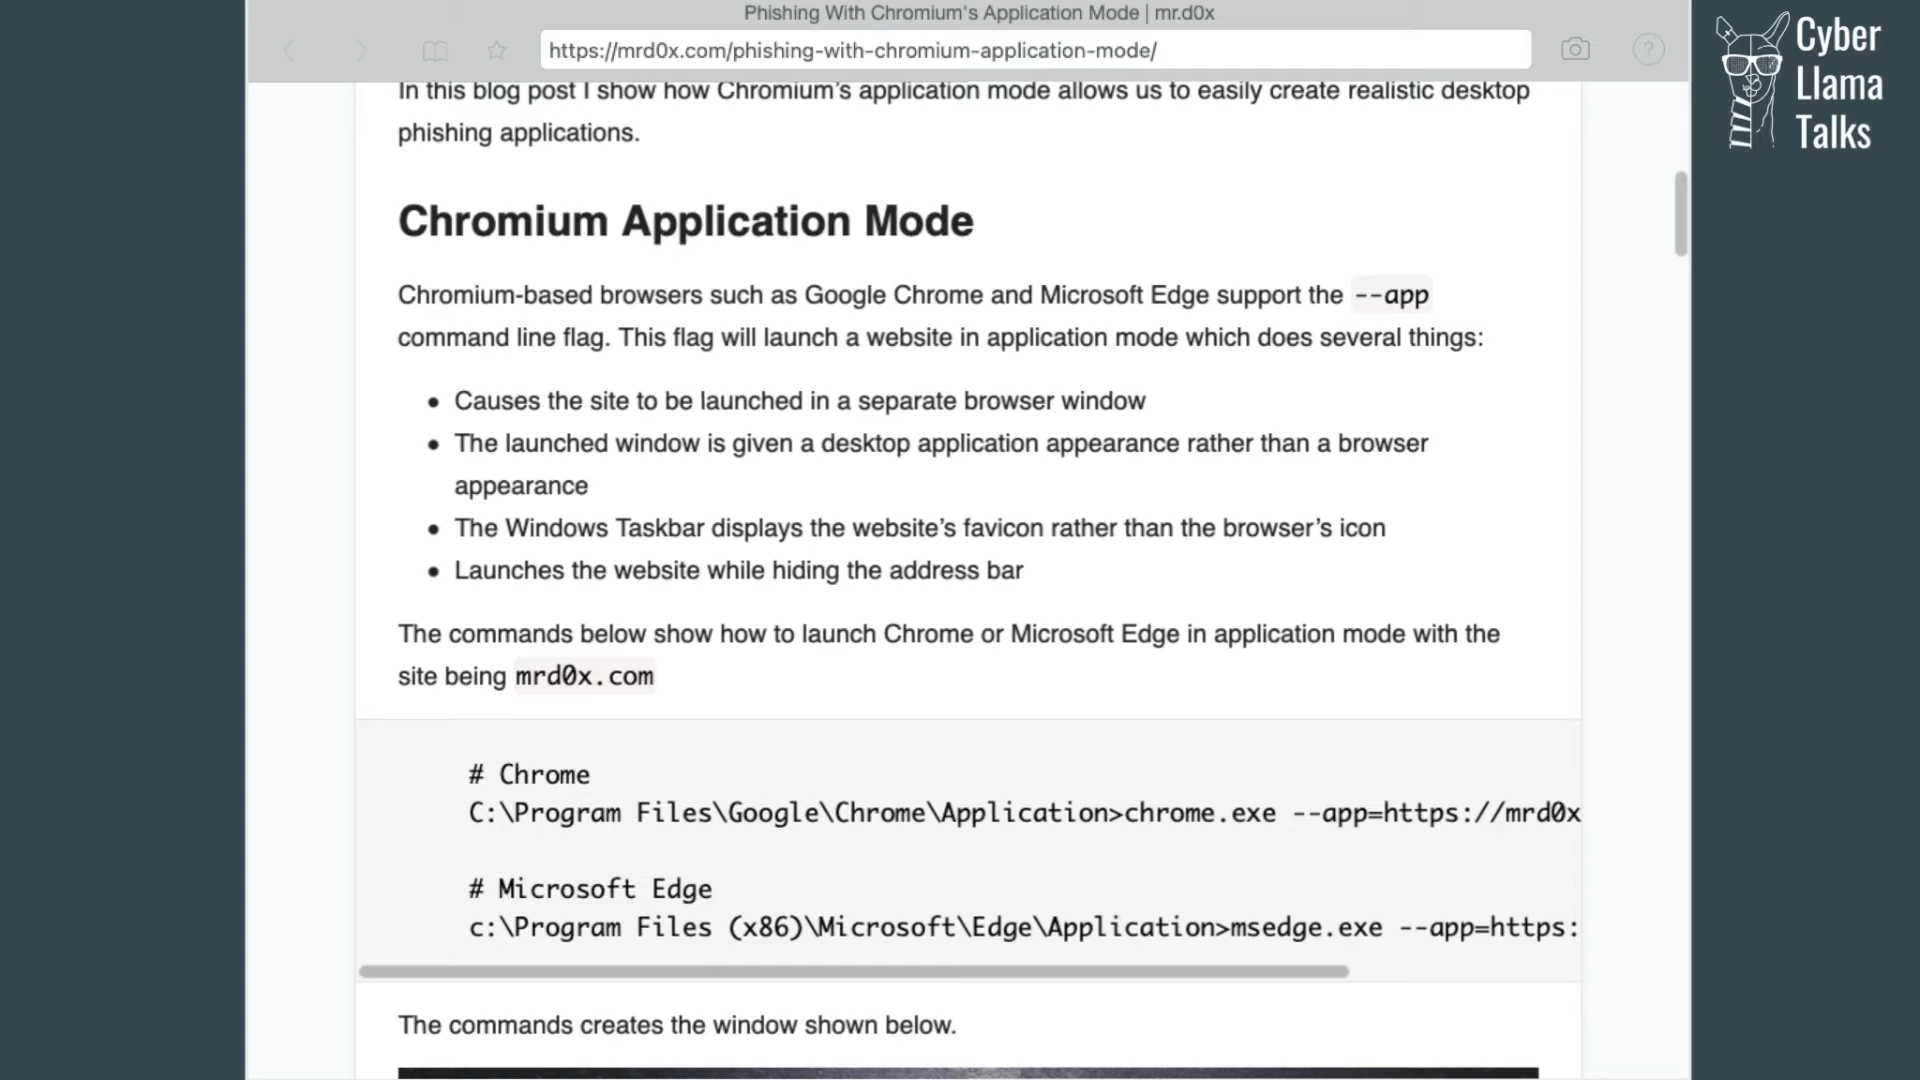 Phishing With Chromium's Application Mode | mr.d0x
https://mrd0x.com/phishing-with-chromium-application-mode/
?
Cyber
Llama
Talks
In this blog post I show how Chromium’s application mode allows us to easily create realistic desktop
phishing applications.
Chromium Application Mode
Chromium-based browsers such as Google Chrome and Microsoft Edge support the --app
command line flag. This flag will launch a website in application mode which does several things:
• Causes the site to be launched in a separate browser window
• The launched window is given a desktop application appearance rather than a browser
appearance
• The Windows Taskbar displays the website’s favicon rather than the browser’s icon
• Launches the website while hiding the address bar
The commands below show how to launch Chrome or Microsoft Edge in application mode with the
site being mrd0x.com
# Chrome
C:\Program Files\Google\Chrome\Application>chrome.exe --app=https://mrd0x
# Microsoft Edge
c:\Program Files (x86)\Microsoft\Edge\Application>msedge.exe --app=https:
The commands creates the window shown below.